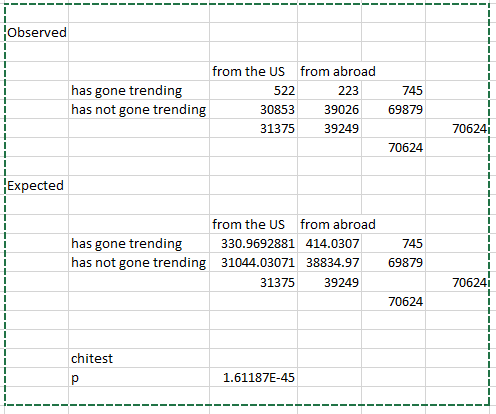 Observed
from the US from abroad
has gone trending 522 223 745
has not gone trending 30853 39026 69879
31375 39249 70624
70624
Expected
from the US from abroad
has gone trending 330.9692881 414.0307 745
has not gone trending 31044.03071 38834.97 69879
31375 39249 70624
70624
chitest
p 1.61187E-45